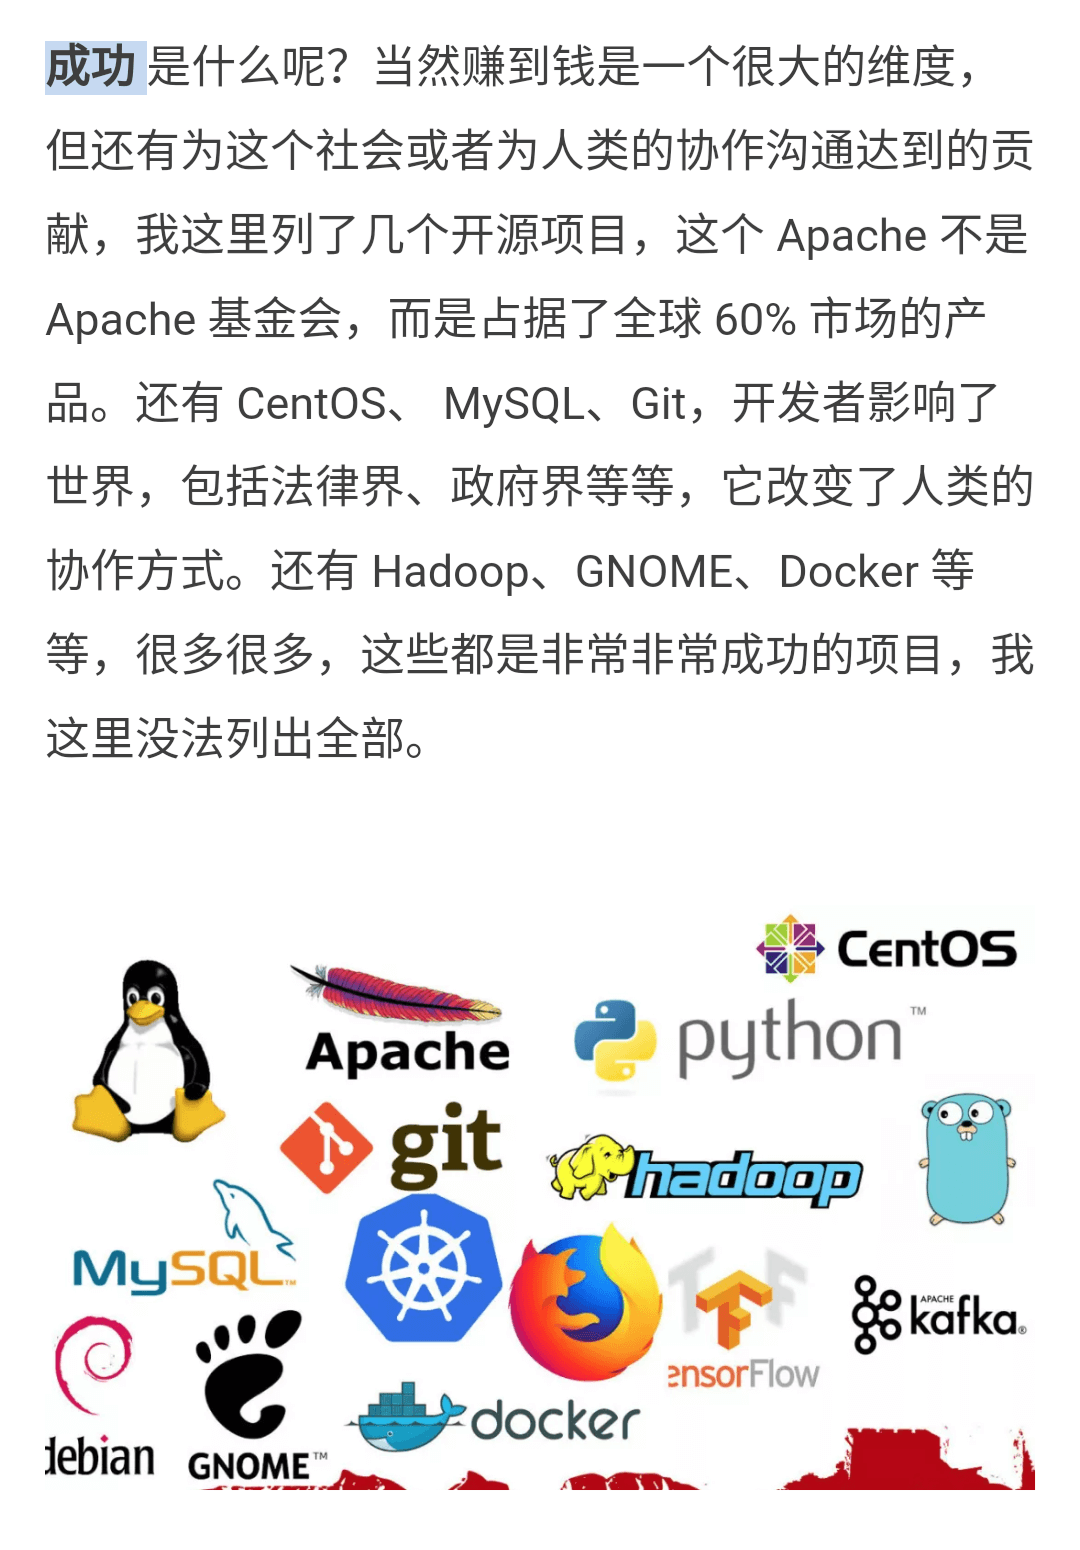 成功 是什么呢？当然赚到钱是一个很大的维度，
但还有为这个社会或者为人类的协作沟通达到的贡
献，我这里列了几个开源项目，这个 Apache 不是
Apache 基金会，而是占据了全球 60% 市场的产
品。还有 CentOS、 MySQL、Git，开发者影响了
世界，包括法律界、政府界等等，它改变了人类的
协作方式。还有 Hadoop、GNOME、Docker 等
等，很多很多，这些都是非常非常成功的项目，我
这里没法列出全部。
CentOS
Apache
python™
git
hadoop
MySQL™
TF
ensorFlow
APACHE
kafka®
docker
debian
GNOME™